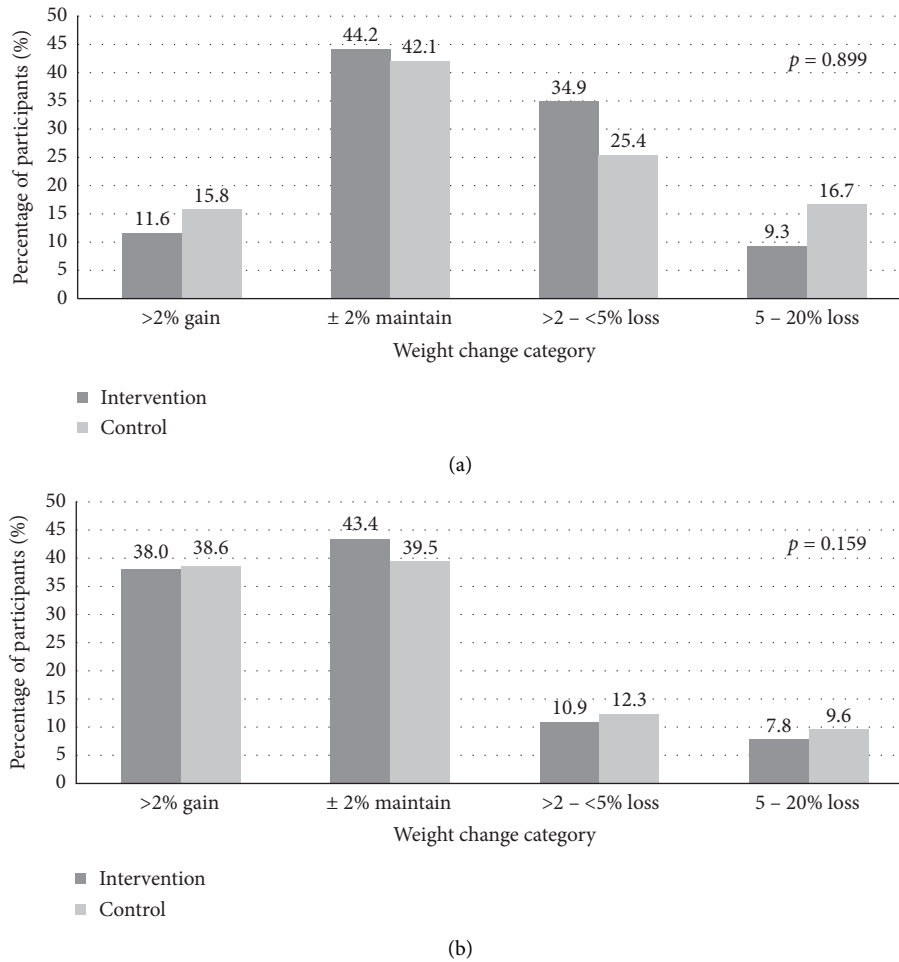 50
45
40
35
30
25
20
15
10
5
0
Percentage of participants (%)
11.6
15.8
44.2
42.1
34.9
25.4
9.3
16.7
p = 0.899
>2% gain
± 2% maintain
>2 – <5% loss
5 – 20% loss
Weight change category
Intervention
Control
(a)
50
45
40
35
30
25
20
15
10
5
0
Percentage of participants (%)
38.0
38.6
43.4
39.5
10.9
12.3
7.8
9.6
p = 0.159
>2% gain
± 2% maintain
>2 – <5% loss
5 – 20% loss
Weight change category
Intervention
Control
(b)